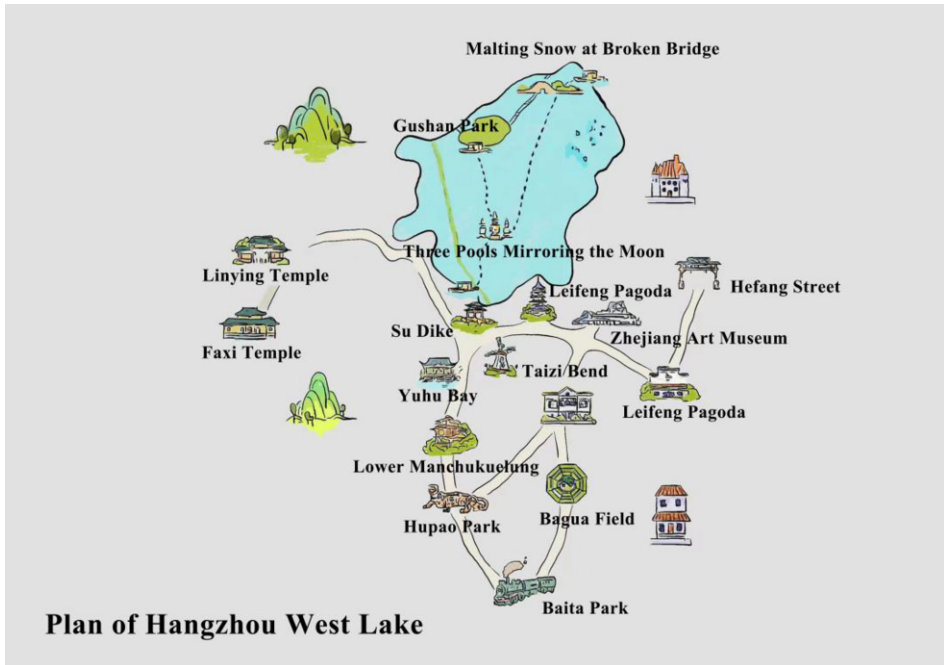 Malting Snow at Broken Bridge
Gushan Park
Three Pools Mirroring the Moon
Linying Temple
Leifeng Pagoda
Hefang Street
Su Dike
Zhejiang Art Museum
Faxi Temple
Taizi Bend
Yuhu Bay
Leifeng Pagoda
Lower Manchukuelung
Hupao Park
Bagua Field
Baita Park
Plan of Hangzhou West Lake